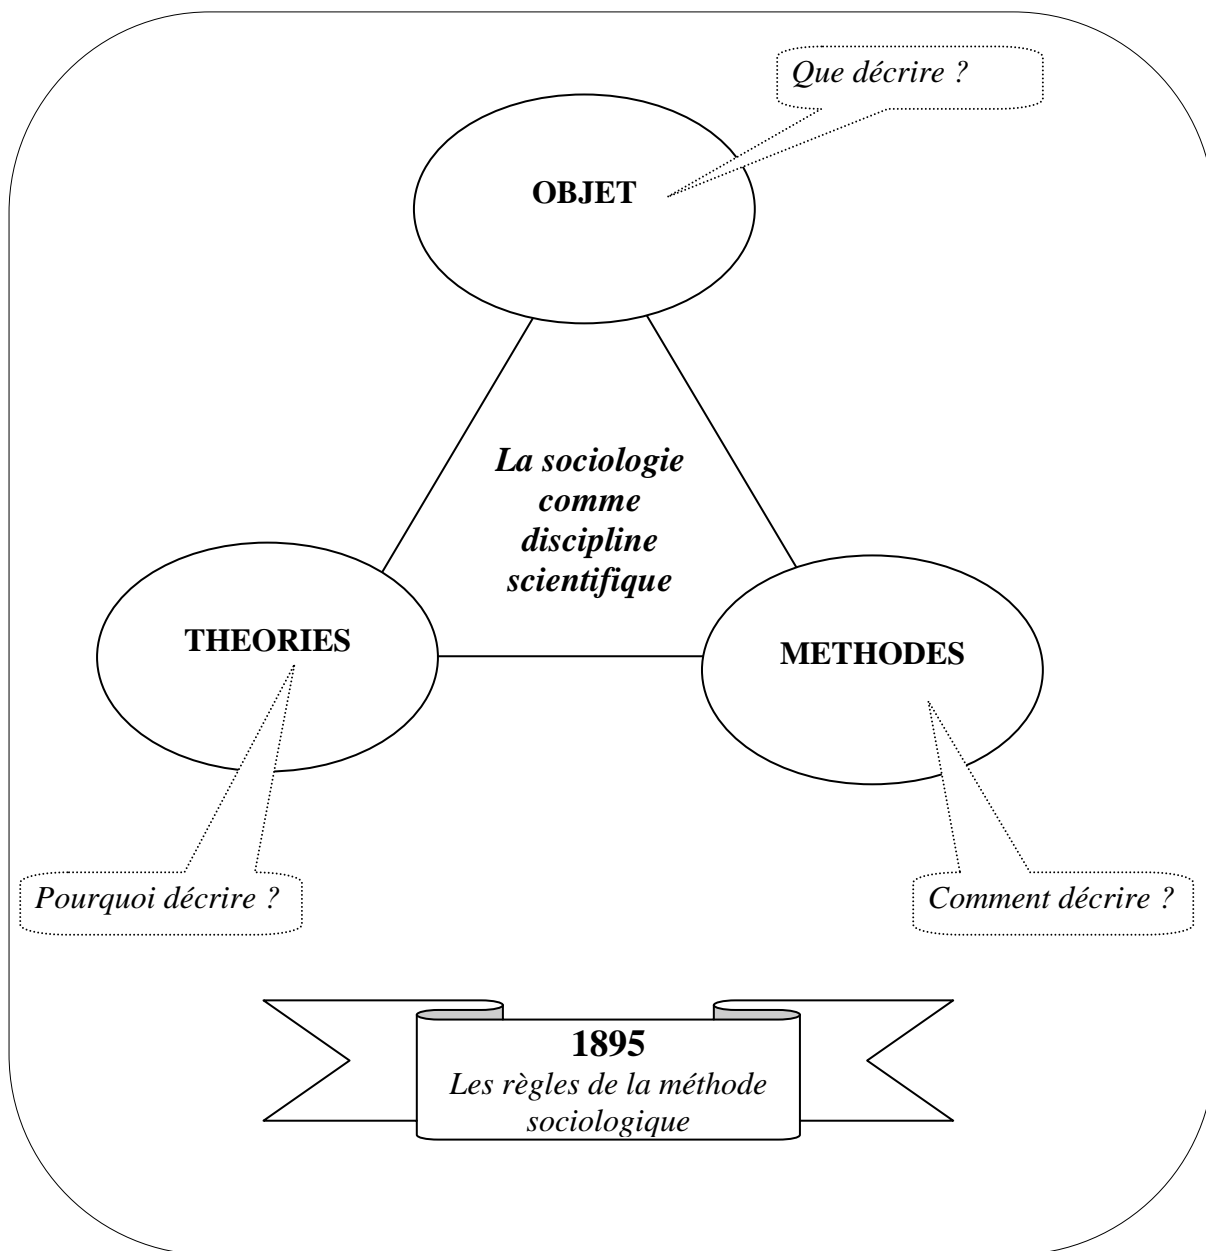 Que décrire ?
OBJET
La sociologie
comme
discipline
scientifique
THEORIES
METHODES
Pourquoi décrire ?
Comment décrire ?
1895
Les règles de la méthode
sociologique